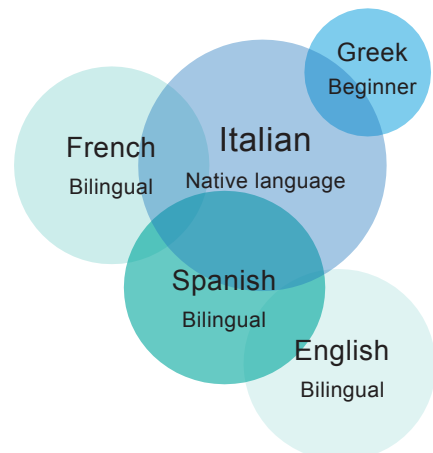 Greek
Beginner
Italian
Native language
French
Bilingual
Spanish
Bilingual
English
Bilingual